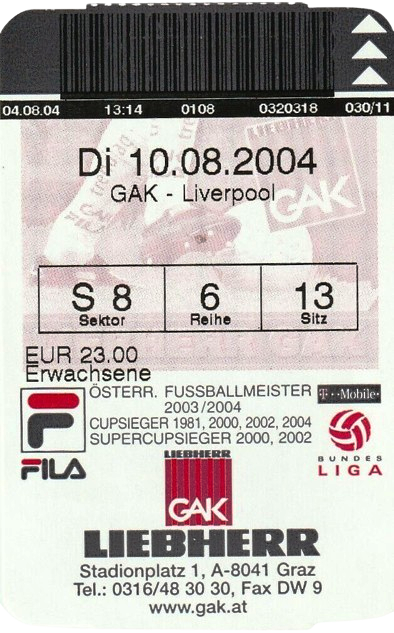 04.08.04 13:14 0108 0320318 030/11
Di 10.08.2004
GAK - Liverpool
GAK
S 8 6 13
Sektor Reihe Sitz
EUR 23.00
Erwachsene
ÖSTERR. FUSSBALLMEISTER
2003/2004
CUPSIEGER 1981, 2000, 2002, 2004
SUPERCUPSIEGER 2000, 2002
T··Mobile·
FILA
BUNDES
LIGA
LIEBHERR
GAK
LIEBHERR
Stadionplatz 1, A-8041 Graz
Tel.: 0316/48 30 30, Fax DW 9
www.gak.at